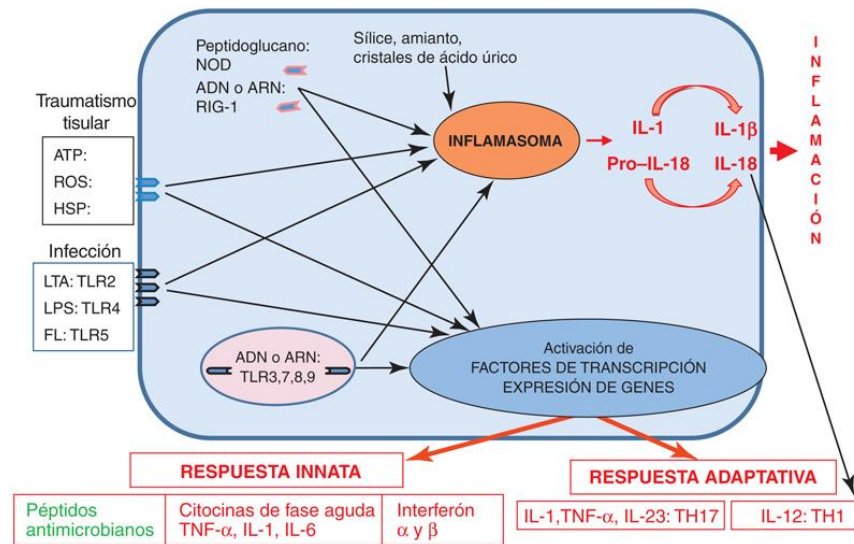 Peptidoglucano:
NOD
ADN o ARN:
RIG-1
Sílice, amianto,
cristales de ácido úrico
Traumatismo
tisular
ATP:
ROS:
HSP:
INFLAMASOMA
IL-1
IL-1β
Pro–IL-18
IL-18
INFLAMACIÓN
Infección
LTA: TLR2
LPS: TLR4
FL: TLR5
ADN o ARN:
TLR3,7,8,9
Activación de
FACTORES DE TRANSCRIPCIÓN
EXPRESIÓN DE GENES
RESPUESTA INNATA
RESPUESTA ADAPTATIVA
Péptidos
antimicrobianos
Citocinas de fase aguda
TNF-α, IL-1, IL-6
Interferón
α y β
IL-1,TNF-α, IL-23: TH17
IL-12: TH1